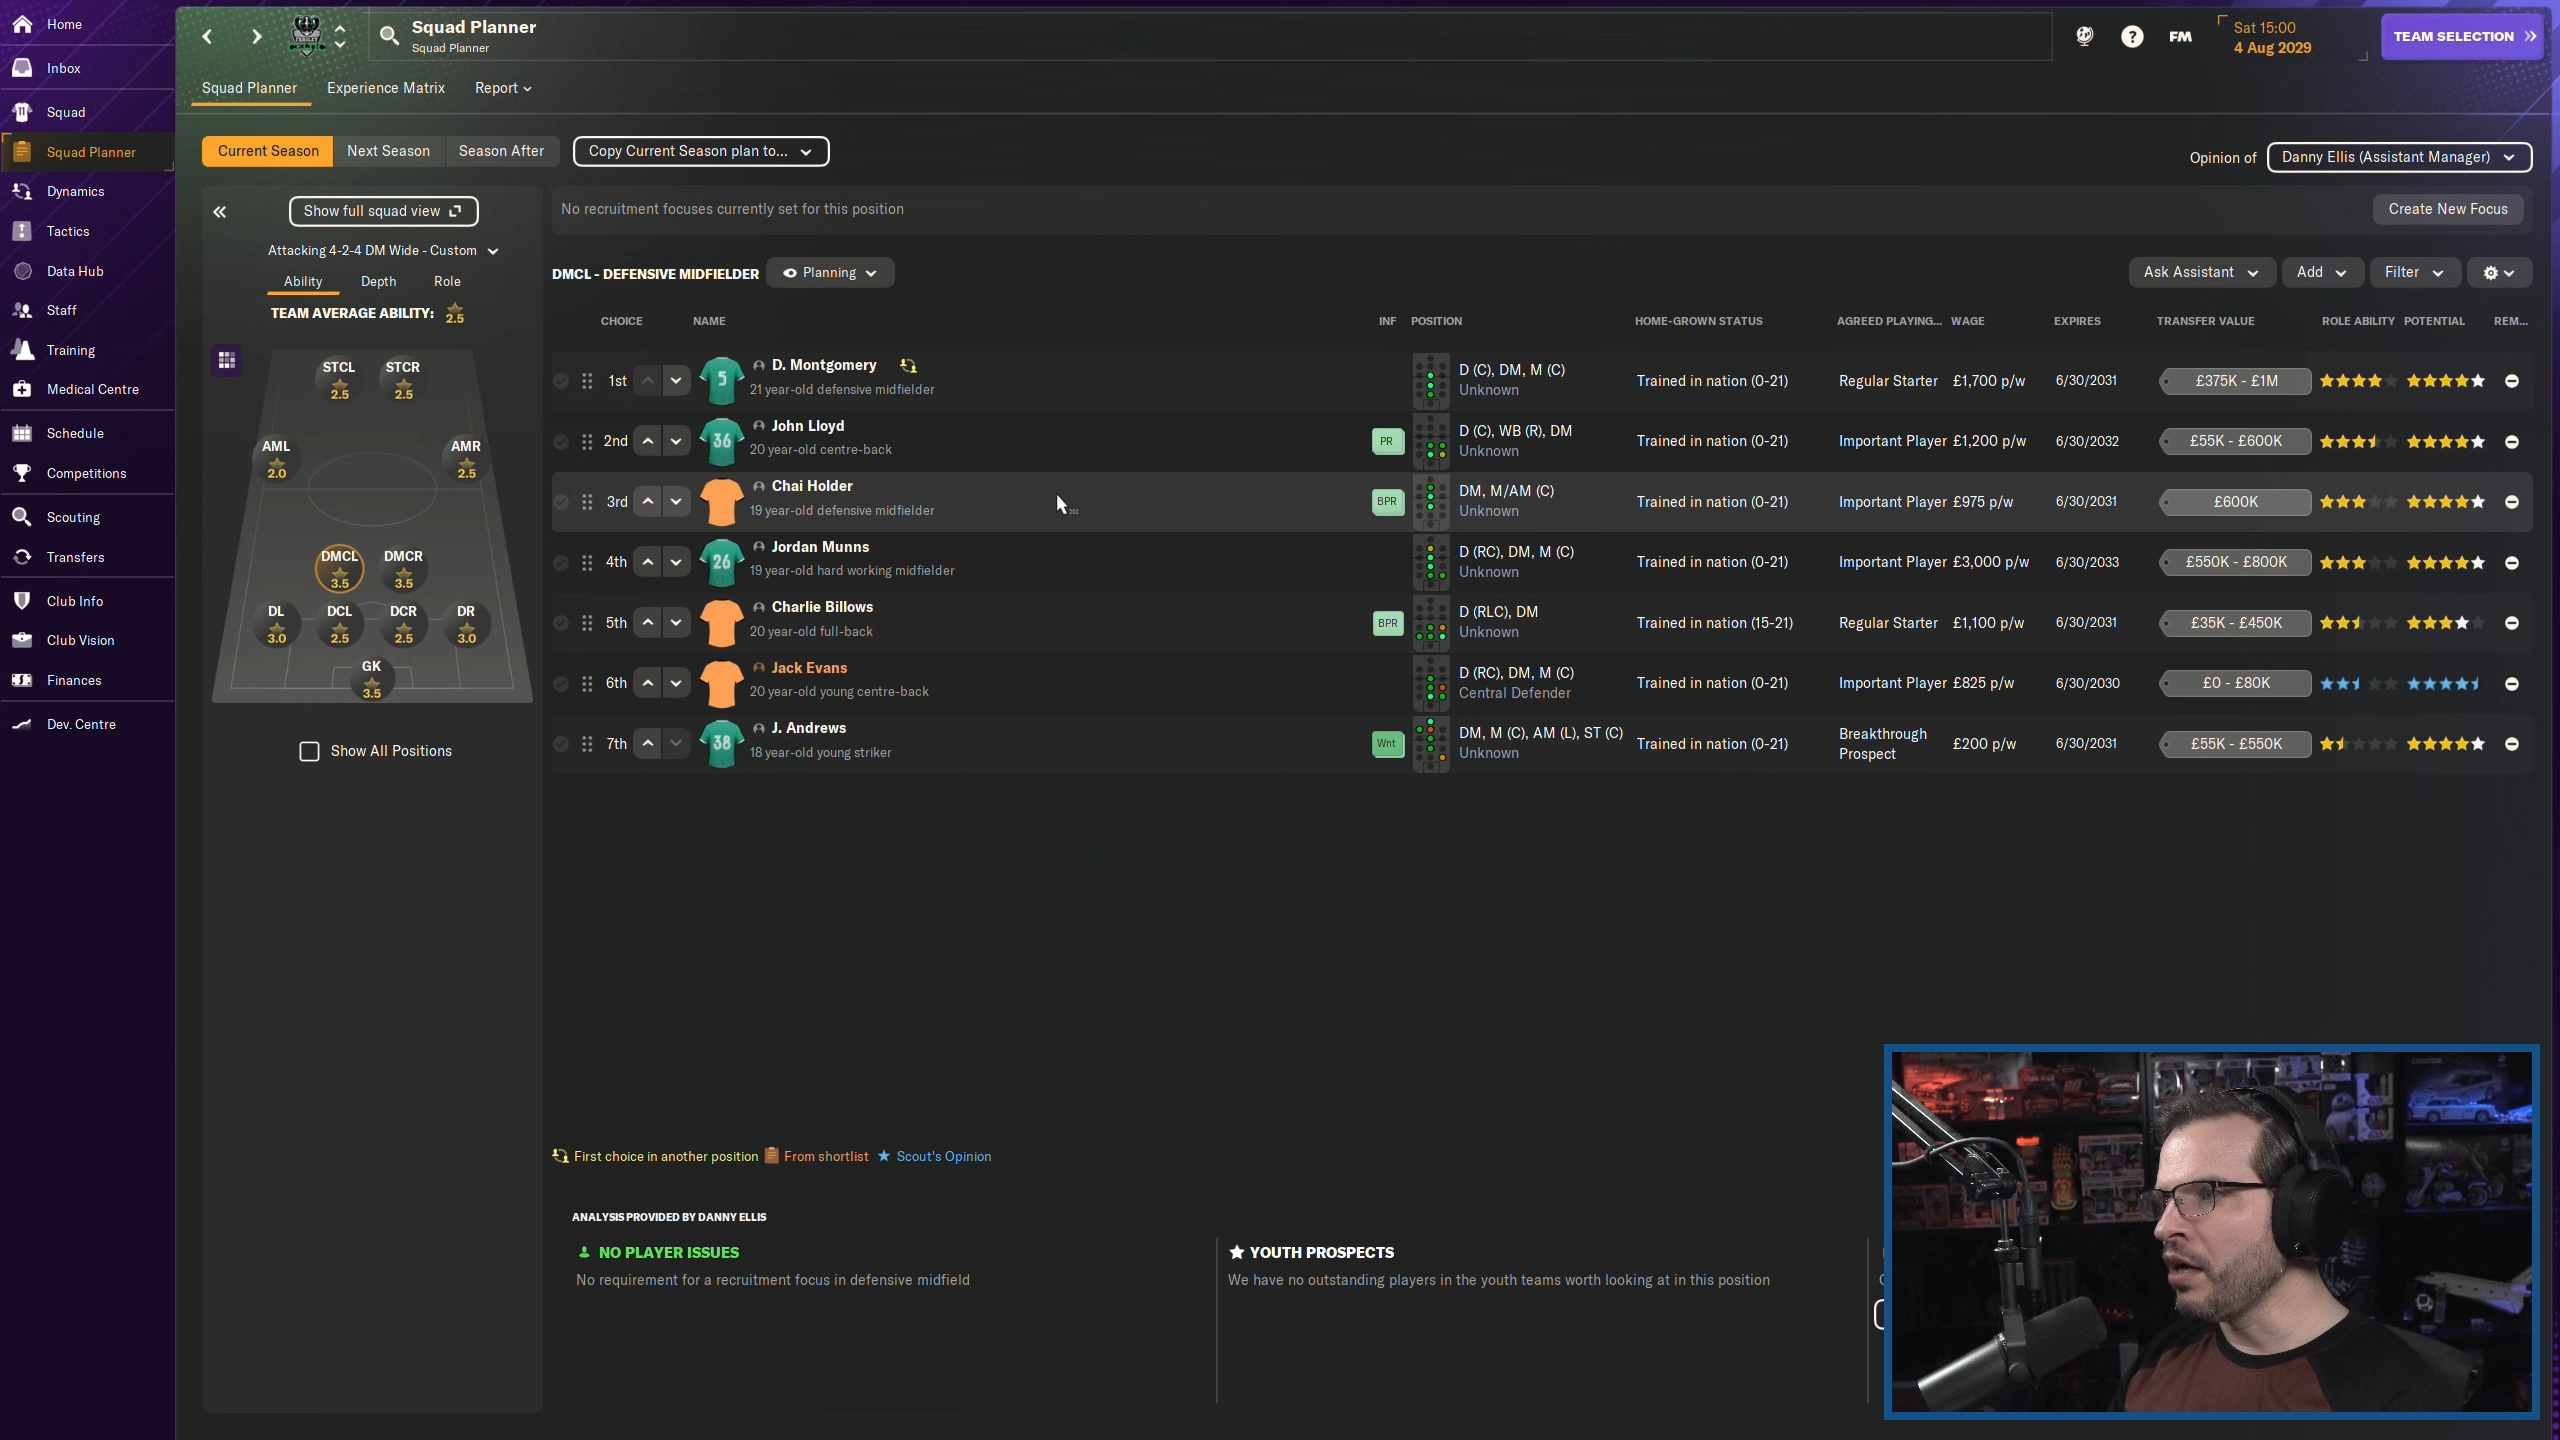 Home
Inbox
Squad
Squad Planner
Dynamics
Tactics
Data Hub
Staff
Training
Medical Centre
Schedule
Competitions
Scouting
Transfers
Club Info
Club Vision
Finances
Dev. Centre
Squad Planner
Squad Planner
FM
Sat 15:00
4 Aug 2029
TEAM SELECTION
Squad Planner Experience Matrix Report
Current Season Next Season Season After Copy Current Season plan to...
Opinion of Danny Ellis (Assistant Manager)
Show full squad view
Attacking 4-2-4 DM Wide - Custom
Ability Depth Role
TEAM AVERAGE ABILITY: 2.5
STCL STCR
2.5 2.5
AML AMR
2.0 2.5
DMCL DMCR
3.5 3.5
DL DCL DCR DR
3.0 2.5 2.5 3.0
GK
3.5
Show All Positions
No recruitment focuses currently set for this position
Create New Focus
DMCL - DEFENSIVE MIDFIELDER Planning
Ask Assistant Add Filter
CHOICE NAME INF POSITION HOME-GROWN STATUS AGREED PLAYING... WAGE EXPIRES TRANSFER VALUE ROLE ABILITY POTENTIAL REM...
1st 5 D. Montgomery D (C), DM, M (C) Trained in nation (0-21) Regular Starter £1,700 p/w 6/30/2031 £375K - £1M
21 year-old defensive midfielder Unknown
2nd 36 John Lloyd PR D (C), WB (R), DM Trained in nation (0-21) Important Player £1,200 p/w 6/30/2032 £55K - £600K
20 year-old centre-back Unknown
3rd Chai Holder BPR DM, M/AM (C) Trained in nation (0-21) Important Player £975 p/w 6/30/2031 £600K
19 year-old defensive midfielder Unknown
4th 26 Jordan Munns D (RC), DM, M (C) Trained in nation (0-21) Important Player £3,000 p/w 6/30/2033 £550K - £800K
19 year-old hard working midfielder Unknown
5th Charlie Billows BPR D (RLC), DM Trained in nation (15-21) Regular Starter £1,100 p/w 6/30/2031 £35K - £450K
20 year-old full-back Unknown
6th Jack Evans D (RC), DM, M (C) Trained in nation (0-21) Important Player £825 p/w 6/30/2030 £0 - £80K
20 year-old young centre-back Central Defender
7th 38 J. Andrews Wnt DM, M (C), AM (L), ST (C) Trained in nation (0-21) Breakthrough Prospect £200 p/w 6/30/2031 £55K - £550K
18 year-old young striker Unknown
First choice in another position From shortlist Scout's Opinion
ANALYSIS PROVIDED BY DANNY ELLIS
NO PLAYER ISSUES
No requirement for a recruitment focus in defensive midfield
YOUTH PROSPECTS
We have no outstanding players in the youth teams worth looking at in this position